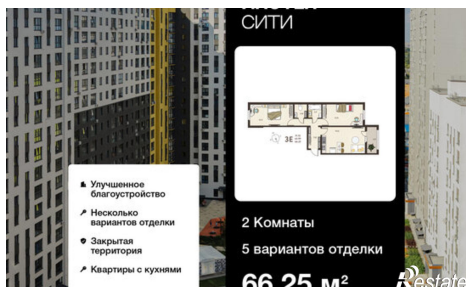 СИТИ
3Е
2 Комнаты
5 вариантов отделки
66.25 м²
Улучшенное
благоустройство
Несколько
вариантов отделки
Закрытая
территория
Квартиры с кухнями
Restate